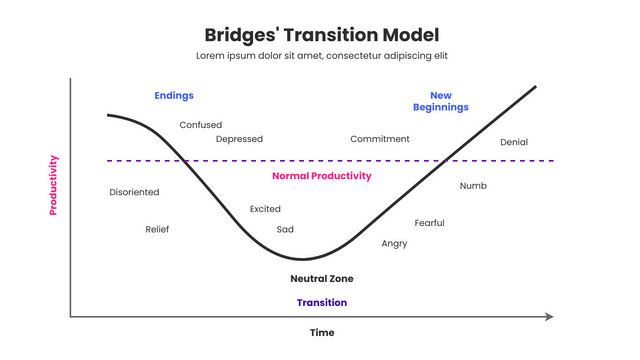 Bridges' Transition Model
Lorem ipsum dolor sit amet, consectetur adipiscing elit
Endings
New
Beginnings
Confused
Depressed
Commitment
Denial
Normal Productivity
Productivity
Disoriented
Numb
Excited
Relief
Sad
Fearful
Angry
Neutral Zone
Transition
Time